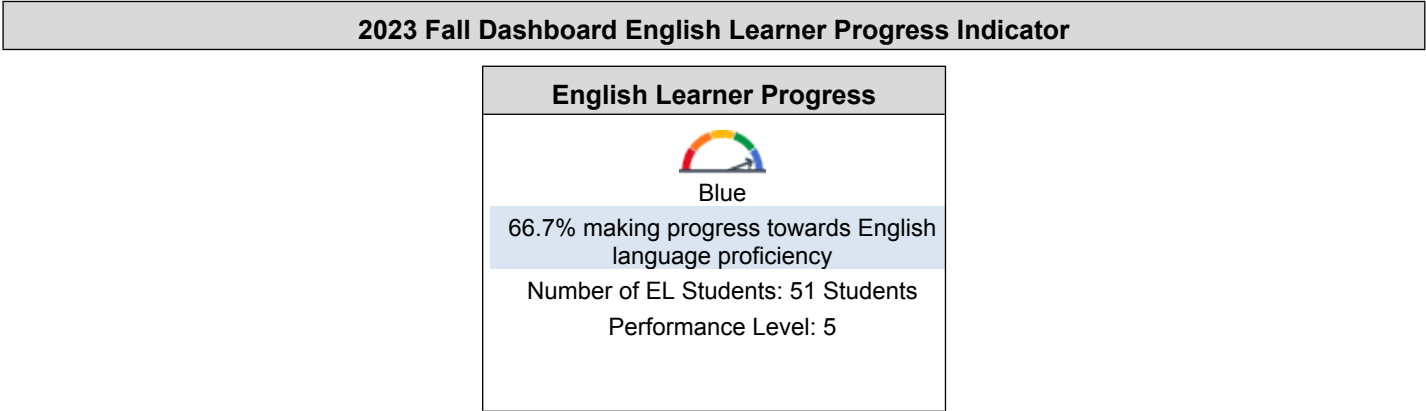 2023 Fall Dashboard English Learner Progress Indicator
English Learner Progress
Blue
66.7% making progress towards English
language proficiency
Number of EL Students: 51 Students
Performance Level: 5